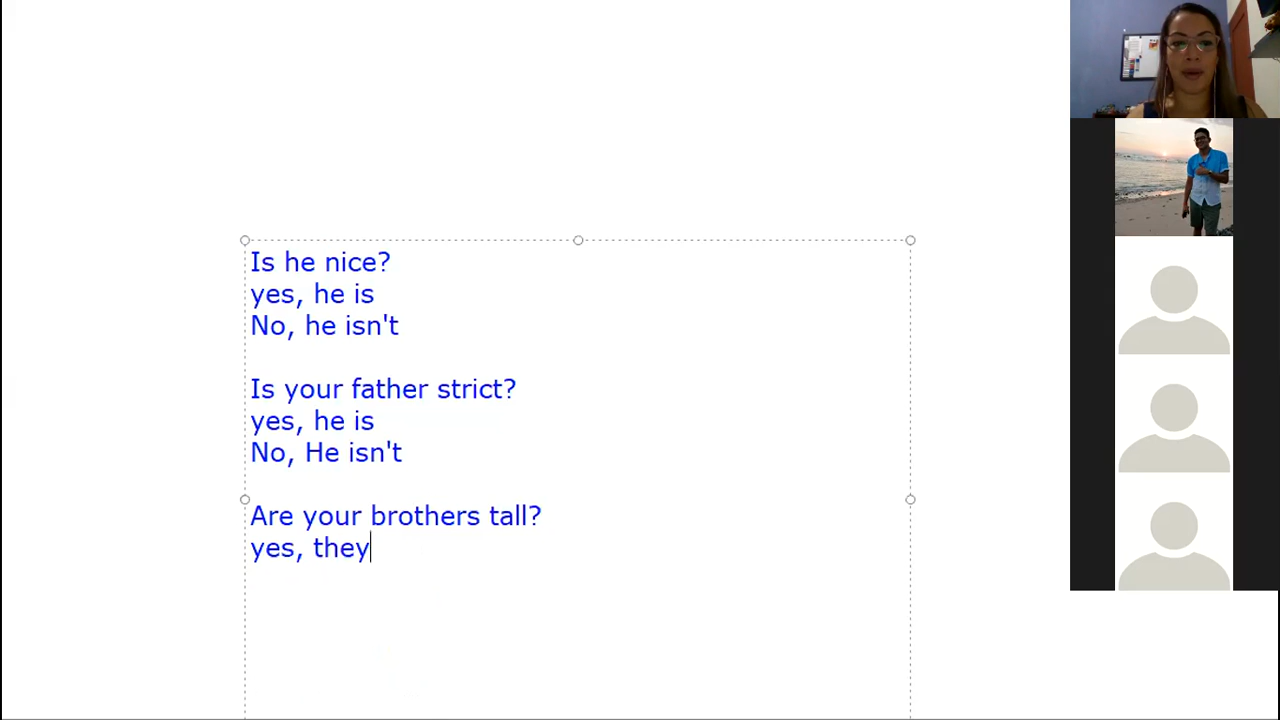 Is he nice?
yes, he is
No, he isn't
Is your father strict?
yes, he is
No, He isn't
Are your brothers tall?
yes, they